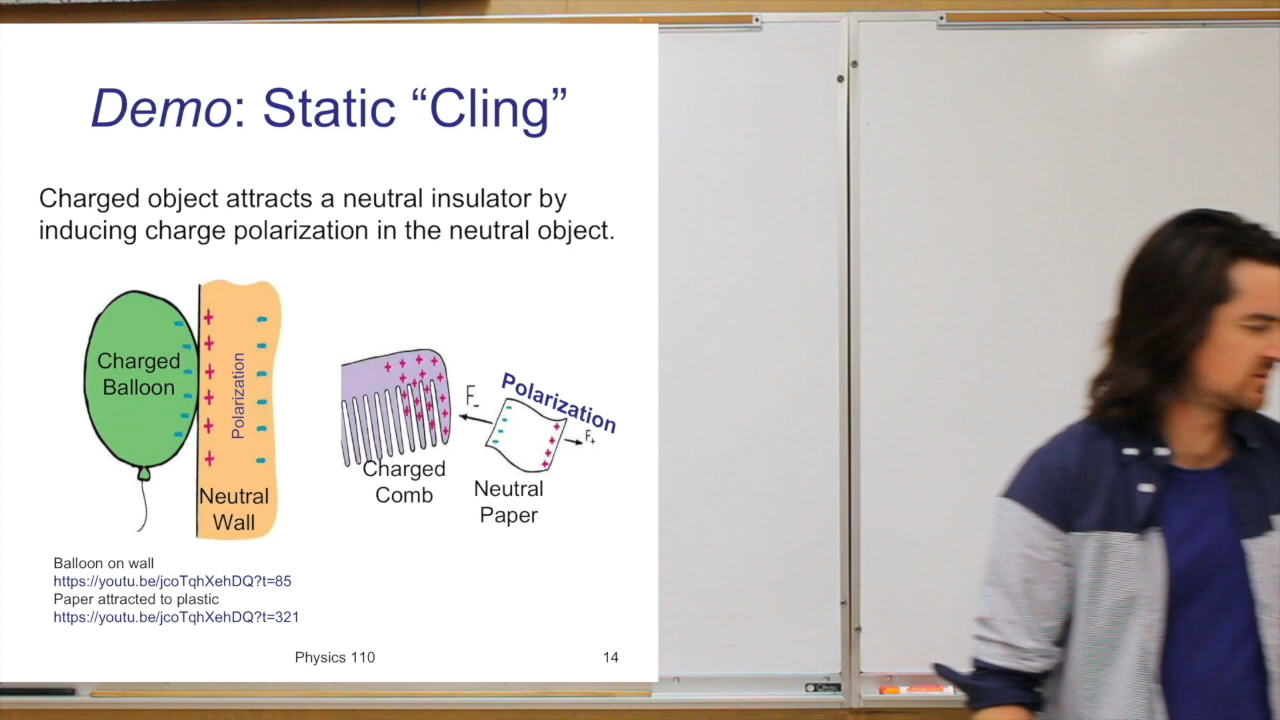 Demo: Static “Cling”
Charged object attracts a neutral insulator by
inducing charge polarization in the neutral object.
Charged
Balloon
Polarization
Neutral
Wall
F-
Polarization
F+
Charged
Comb
Neutral
Paper
Balloon on wall
https://youtu.be/jcoTqhXehDQ?t=85
Paper attracted to plastic
https://youtu.be/jcoTqhXehDQ?t=321
Physics 110
14